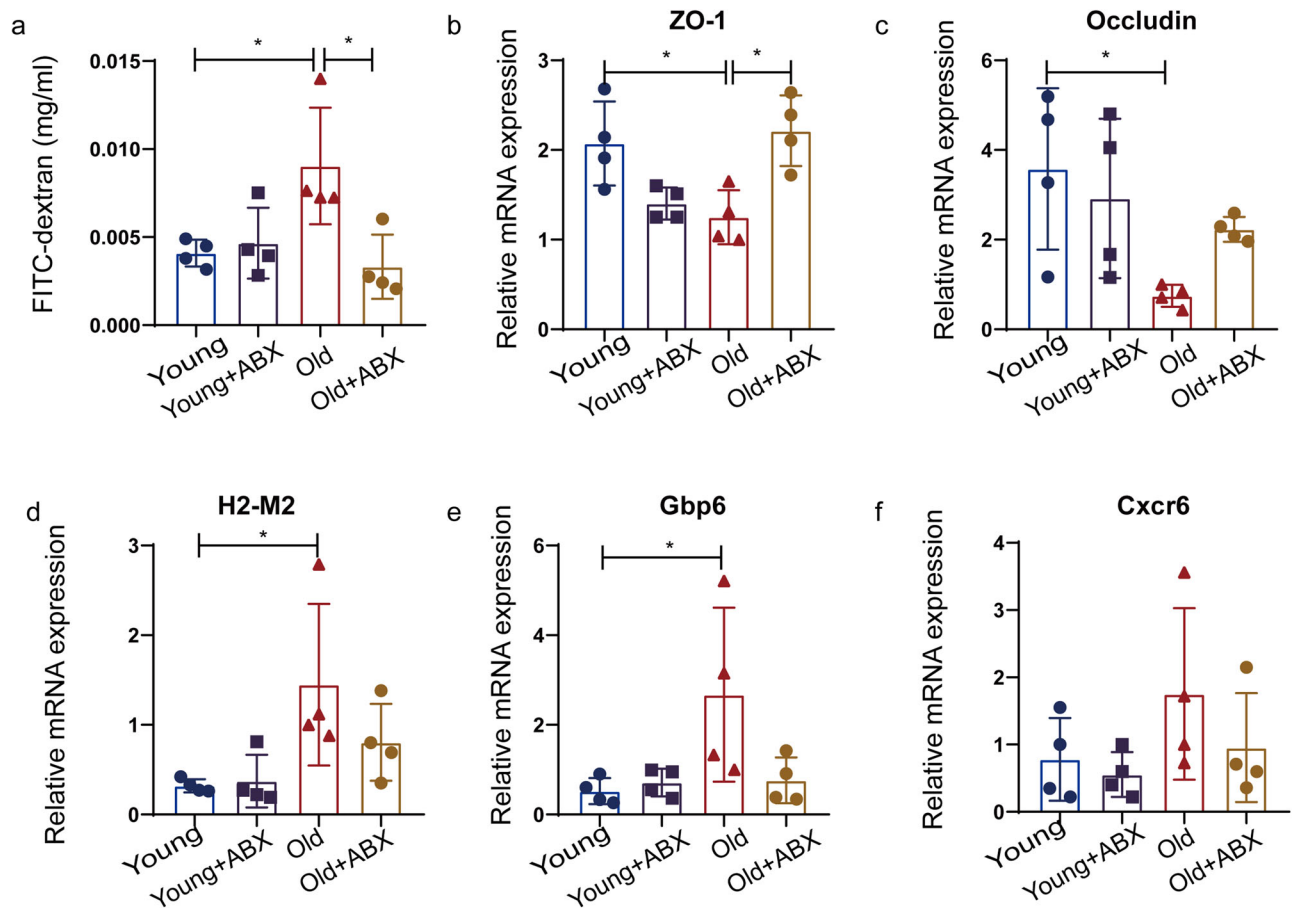 a
FITC-dextran (mg/ml)
0.015
0.010
0.005
0.000
*
*
Young
Young+ABX
Old
Old+ABX
b
ZO-1
Relative mRNA expression
3
2
1
0
*
*
Young
Young+ABX
Old
Old+ABX
c
Occludin
Relative mRNA expression
6
4
2
0
*
Young
Young+ABX
Old
Old+ABX
d
H2-M2
Relative mRNA expression
3
2
1
0
*
Young
Young+ABX
Old
Old+ABX
e
Gbp6
Relative mRNA expression
6
4
2
0
*
Young
Young+ABX
Old
Old+ABX
f
Cxcr6
Relative mRNA expression
4
3
2
1
0
Young
Young+ABX
Old
Old+ABX